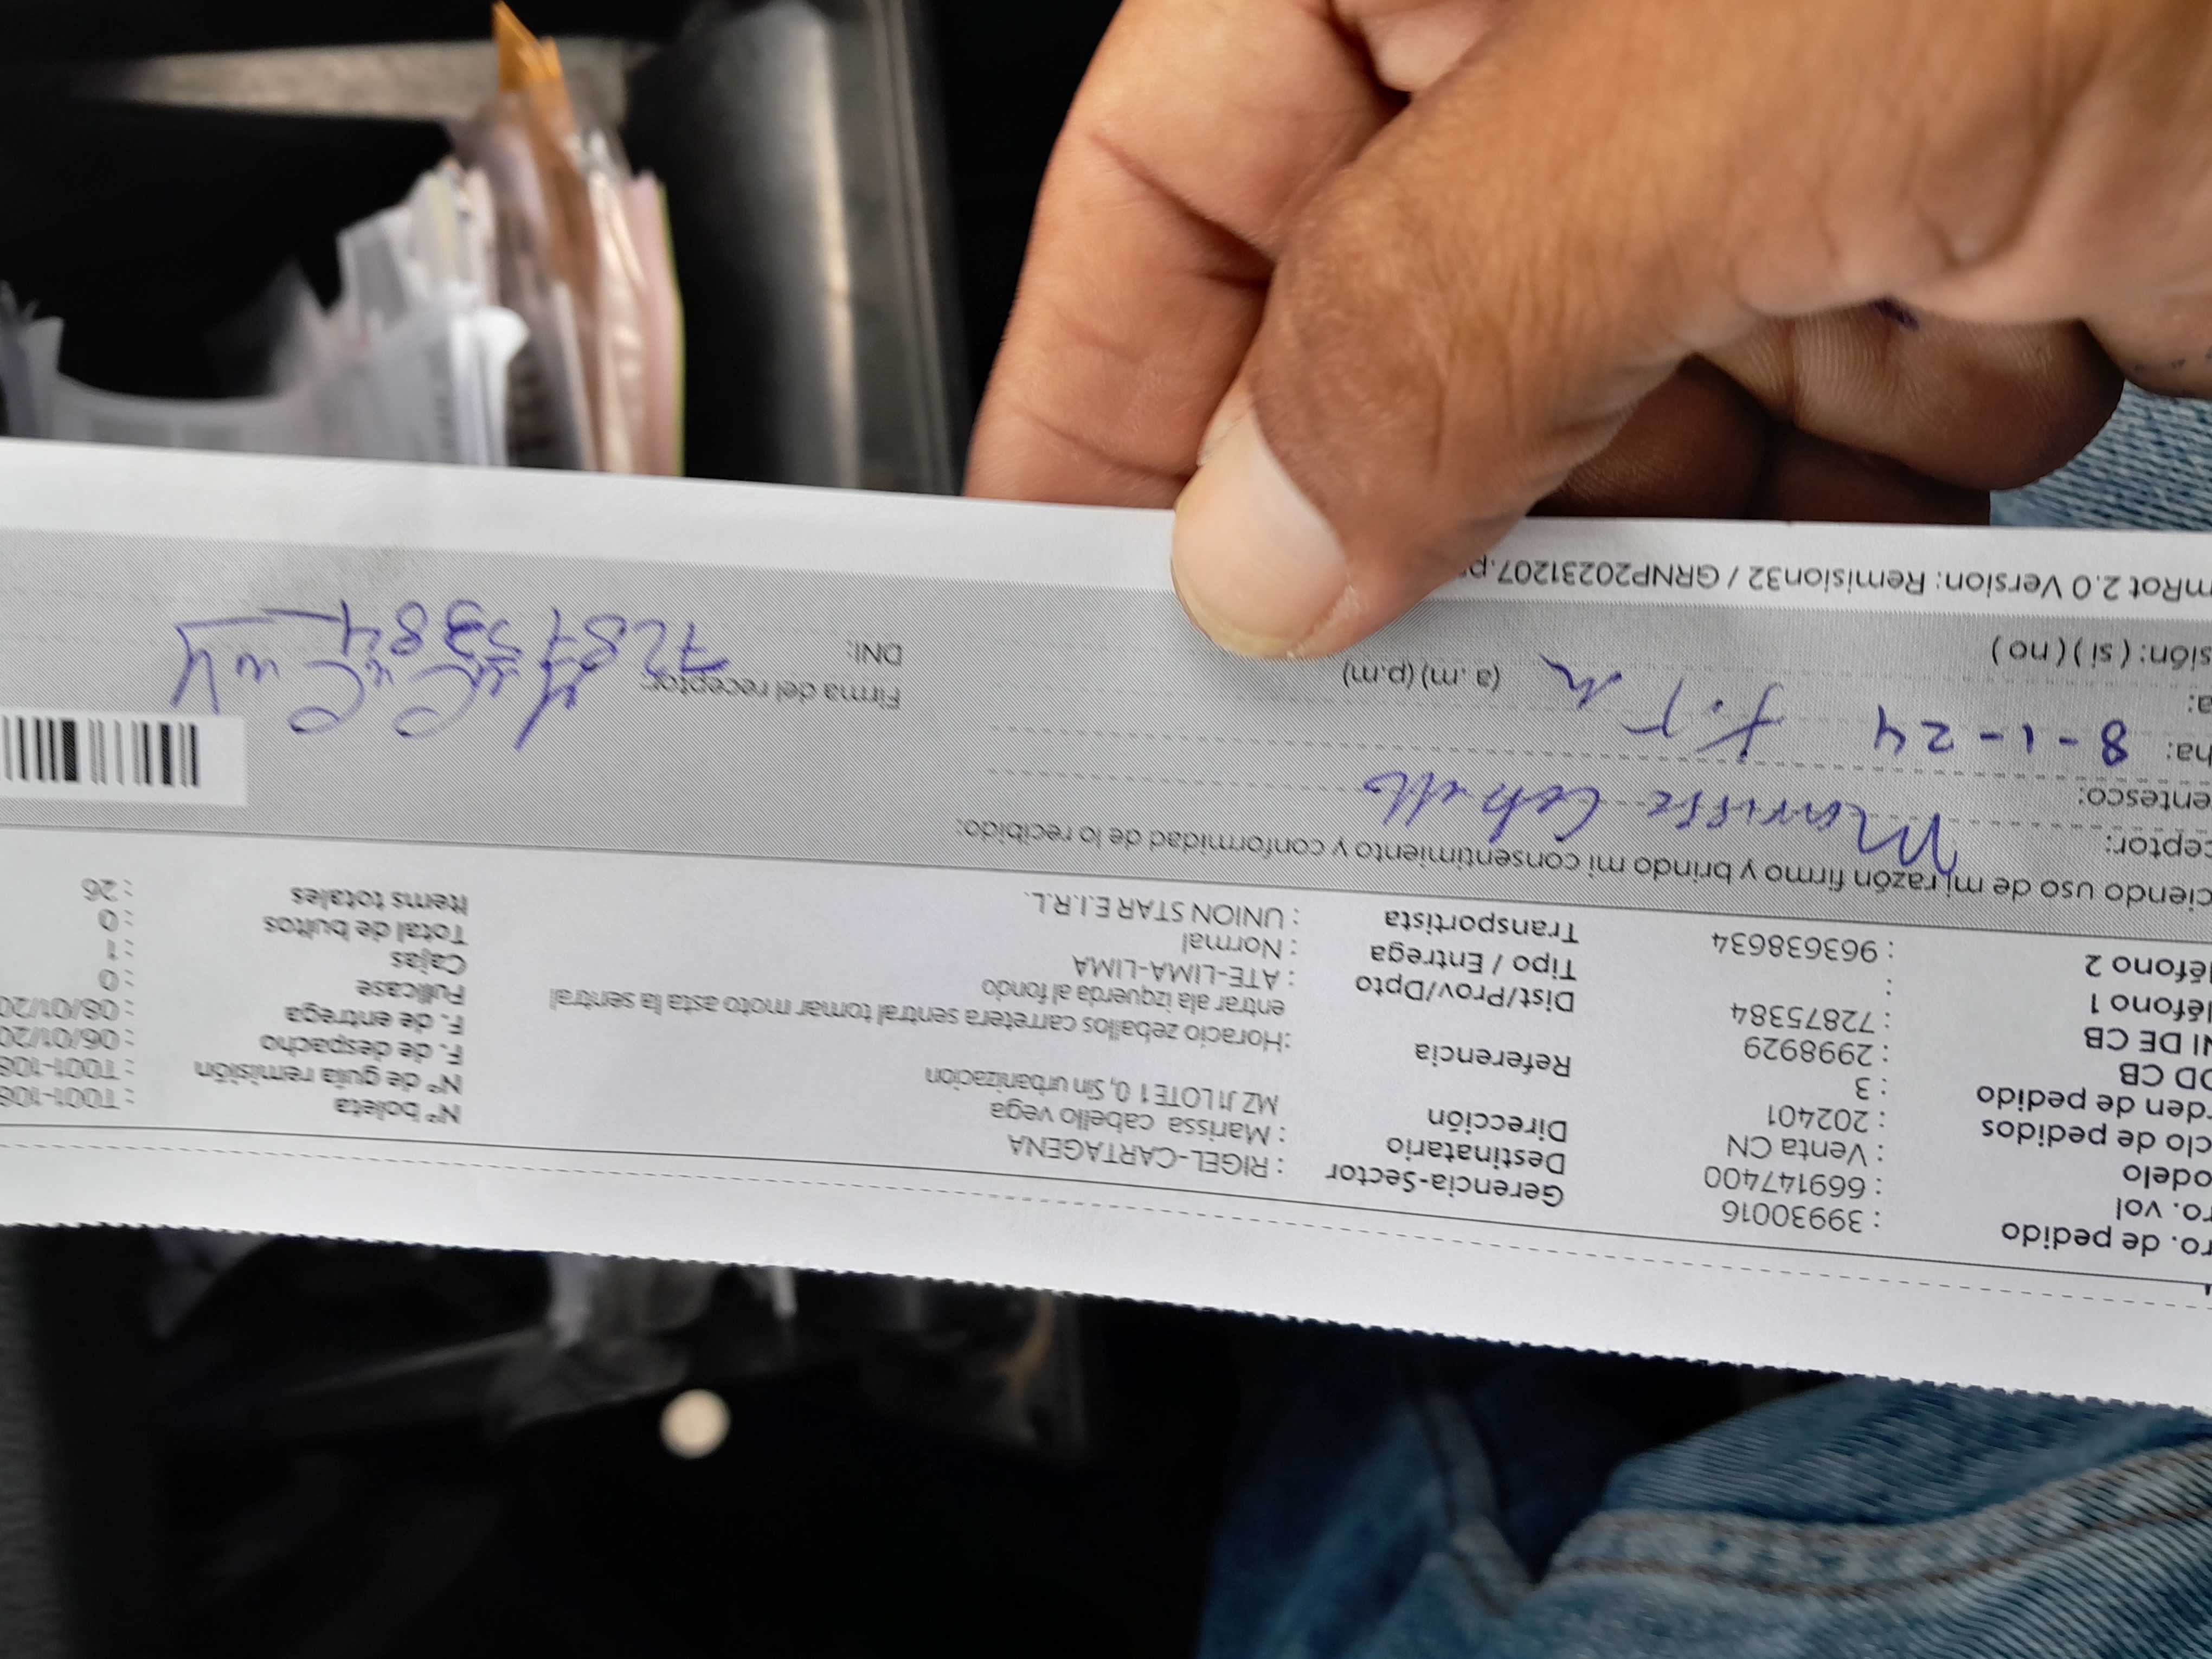 ro. de pedido : 39930016 Gerencia-Sector : RIGEL-CARTAGENA Nº boleta : T001-108
ro. vol : 669147400 Destinatario : Marissa cabello vega Nº de guía remisión : T001-108
odelo : Venta CN Dirección MZ J1 LOTE 1 0, Sin urbanizacion F. de despacho : 06/01/20
clo de pedidos : 202401 F. de entrega : 08/01/20
rden de pedido : 3 Referencia :Horacio zeballos carretera sentral tomar moto asta la sentral Fullcase : 0
OD CB : 2998929 entrar ala izquerda al fondo Cajas : 1
NI DE CB : 72875384 Dist/Prov/Dpto : ATE-LIMA-LIMA Total de bultos : 0
léfono 1 : Tipo / Entrega : Normal Items totales : 26
léfono 2 : 963638634 Transportista : UNION STAR E.I.R.L.
ciendo uso de mi razón firmo y brindo mi consentimiento y conformidad de lo recibido:
ceptor:
entesco:
ha: 8-1-24
a: (a.m) (p.m) Firma del receptor:
sión: ( si ) ( no ) DNI: 72875384
mRot 2.0 Version: Remision32 / GRNP20231207.p